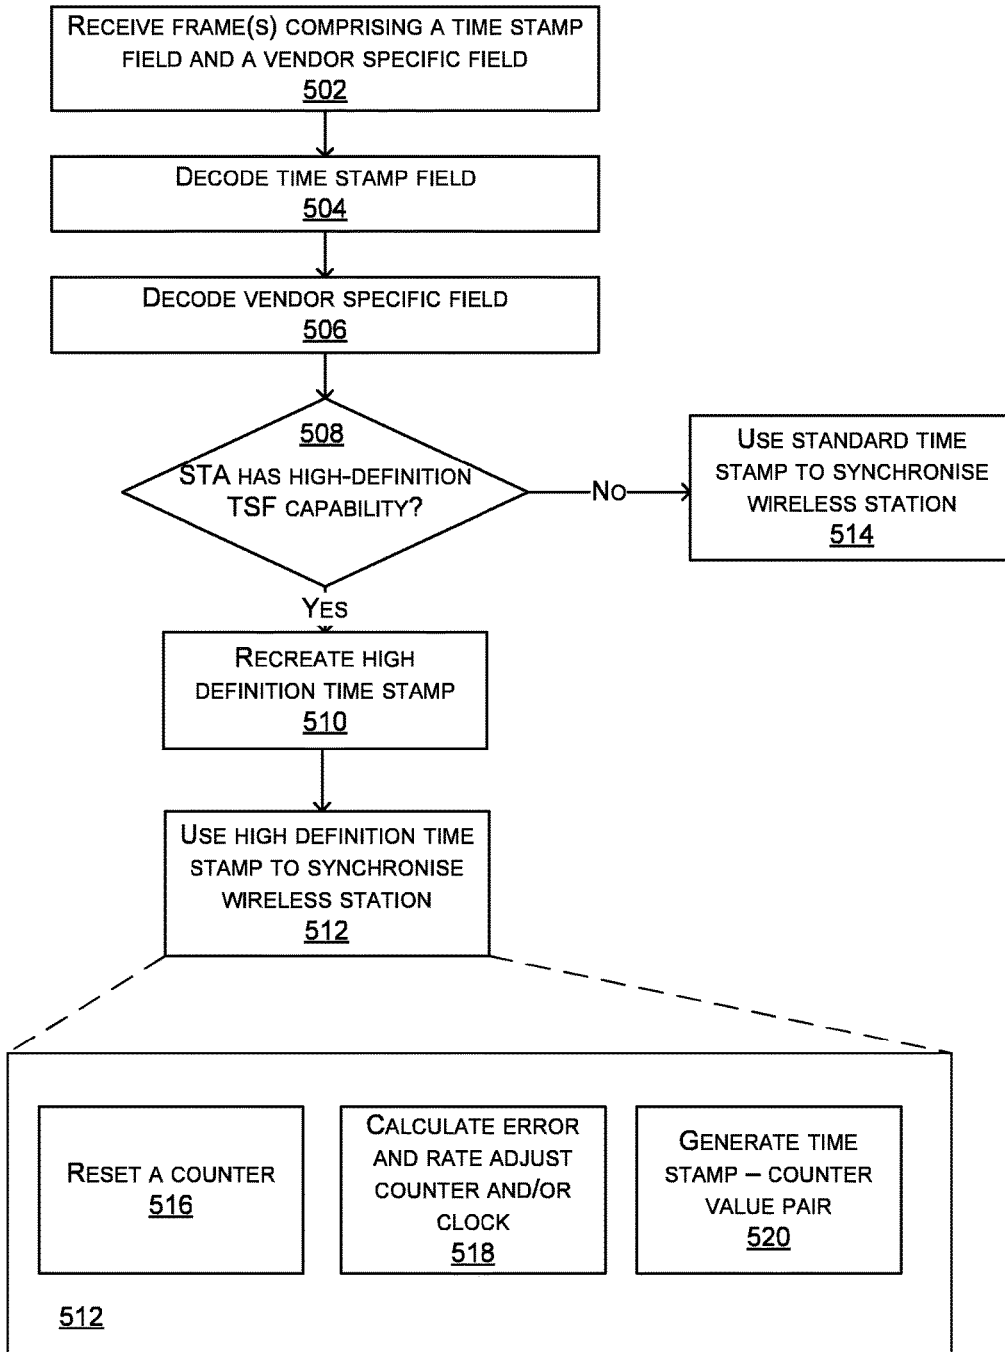 RECEIVE FRAME(S) COMPRISING A TIME STAMP
FIELD AND A VENDOR SPECIFIC FIELD
502
DECODE TIME STAMP FIELD
504
DECODE VENDOR SPECIFIC FIELD
506
508
STA HAS HIGH-DEFINITION
TSF CAPABILITY?
NO
USE STANDARD TIME
STAMP TO SYNCHRONISE
WIRELESS STATION
514
YES
RECREATE HIGH
DEFINITION TIME STAMP
510
USE HIGH DEFINITION TIME
STAMP TO SYNCHRONISE
WIRELESS STATION
512
RESET A COUNTER
516
CALCULATE ERROR
AND RATE ADJUST
COUNTER AND/OR
CLOCK
518
GENERATE TIME
STAMP – COUNTER
VALUE PAIR
520
512